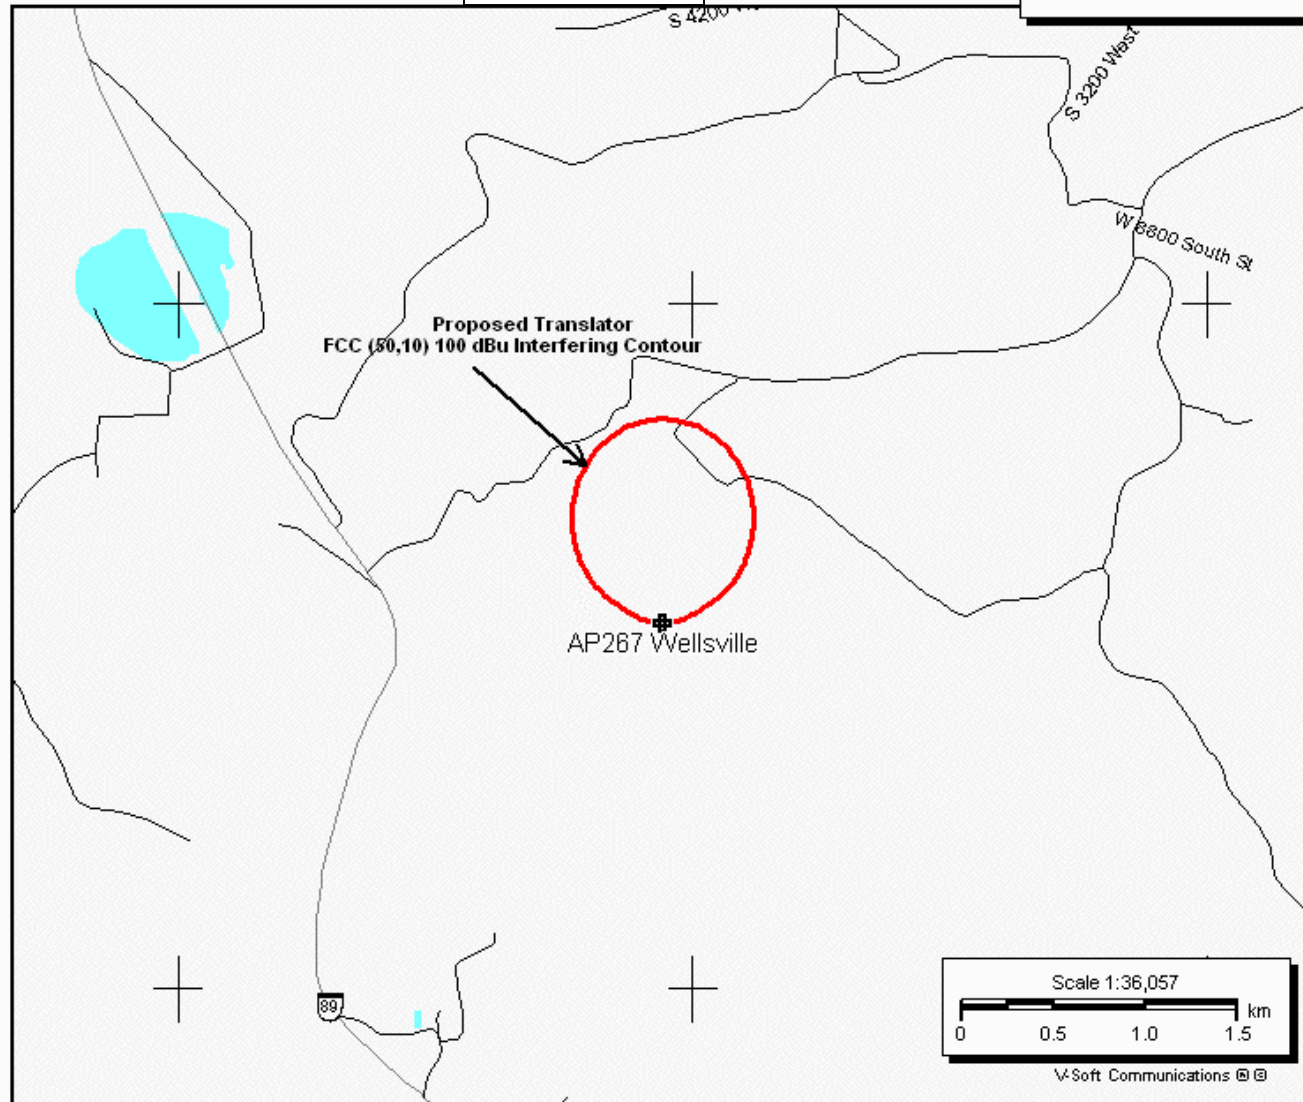 S 4200
S 3200 West
W 8800 South St
Proposed Translator
FCC (50,10) 100 dBu Interfering Contour
AP267 Wellsville
89
Scale 1:36,057
km
0 0.5 1.0 1.5
V-Soft Communications ® ©